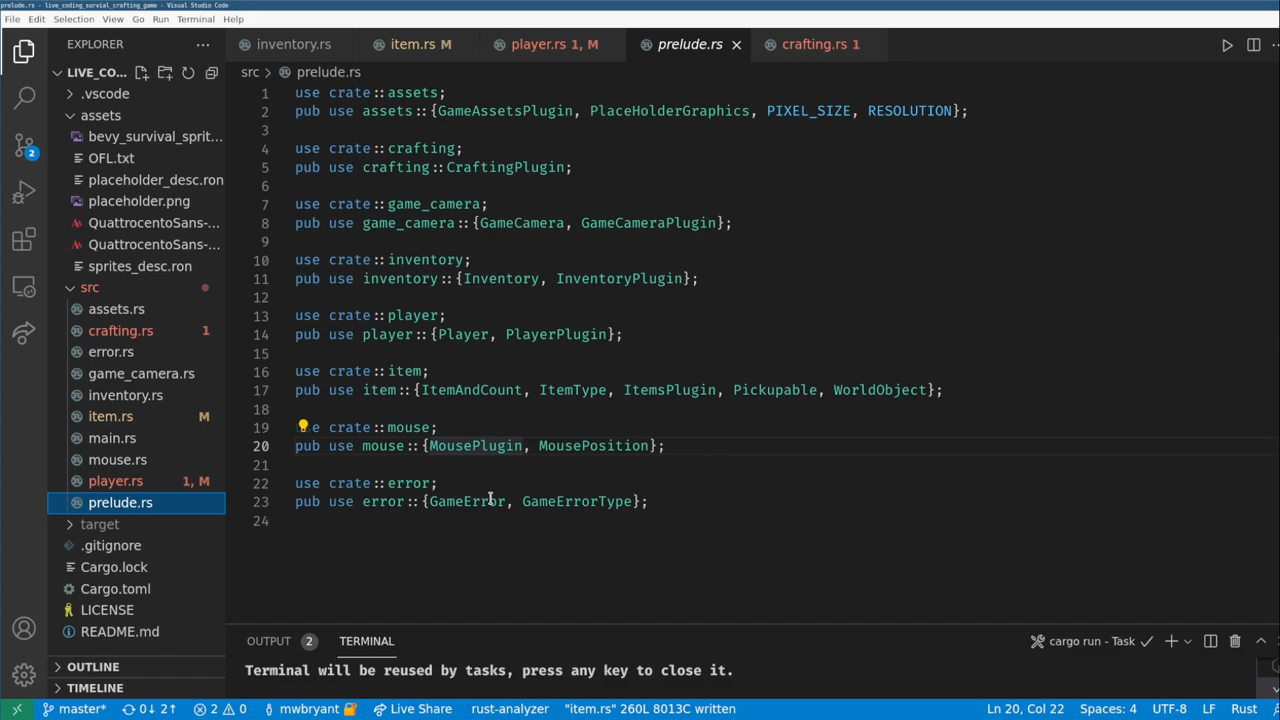 prelude.rs - live_coding_survial_crafting_game - Visual Studio Code
File Edit Selection View Go Run Terminal Help
EXPLORER
inventory.rs
item.rs M
player.rs 1, M
prelude.rs
crafting.rs 1
LIVE_CO...
src > prelude.rs
.vscode
assets
bevy_survival_sprit...
OFL.txt
placeholder_desc.ron
placeholder.png
QuattrocentoSans-...
QuattrocentoSans-...
sprites_desc.ron
src
assets.rs
crafting.rs 1
error.rs
game_camera.rs
inventory.rs
item.rs M
main.rs
mouse.rs
player.rs 1, M
prelude.rs
target
.gitignore
Cargo.lock
Cargo.toml
LICENSE
README.md
OUTLINE
TIMELINE
1 use crate::assets;
2 pub use assets::{GameAssetsPlugin, PlaceHolderGraphics, PIXEL_SIZE, RESOLUTION};
3
4 use crate::crafting;
5 pub use crafting::CraftingPlugin;
6
7 use crate::game_camera;
8 pub use game_camera::{GameCamera, GameCameraPlugin};
9
10 use crate::inventory;
11 pub use inventory::{Inventory, InventoryPlugin};
12
13 use crate::player;
14 pub use player::{Player, PlayerPlugin};
15
16 use crate::item;
17 pub use item::{ItemAndCount, ItemType, ItemsPlugin, Pickupable, WorldObject};
18
19 use crate::mouse;
20 pub use mouse::{MousePlugin, MousePosition};
21
22 use crate::error;
23 pub use error::{GameError, GameErrorType};
24
OUTPUT 2 TERMINAL
cargo run - Task
Terminal will be reused by tasks, press any key to close it.
2
master* 0↓ 2↑ 2 0 mwbryant Live Share rust-analyzer "item.rs" 260L 8013C written Ln 20, Col 22 Spaces: 4 UTF-8 LF Rust